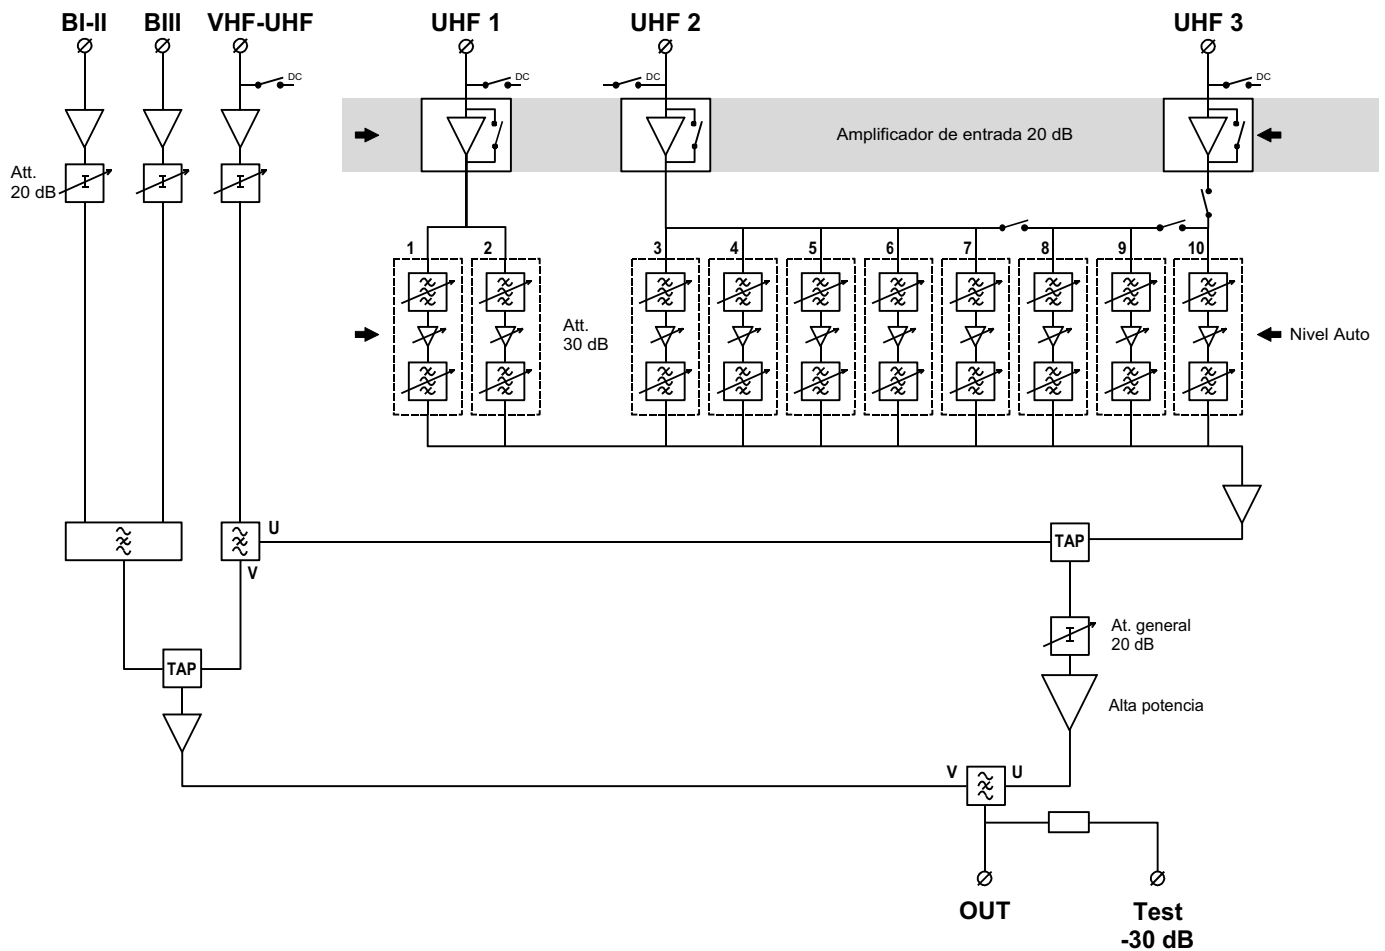 BI-II BIII VHF-UHF UHF 1 UHF 2 UHF 3
DC DC DC DC
Amplificador de entrada 20 dB
Att.
20 dB
1 2 3 4 5 6 7 8 9 10
Att.
30 dB
Nivel Auto
U
TAP
V
At. general
20 dB
TAP
Alta potencia
V U
OUT Test
-30 dB